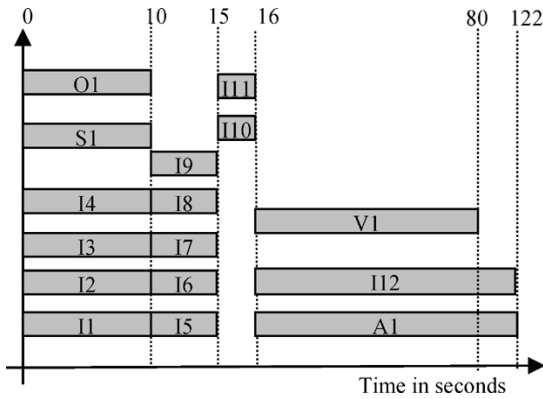 0 10 15 16 80 122
O1 I11
S1 I10
I9
I4 I8
V1
I3 I7
I2 I6 I12
I1 I5 A1
Time in seconds